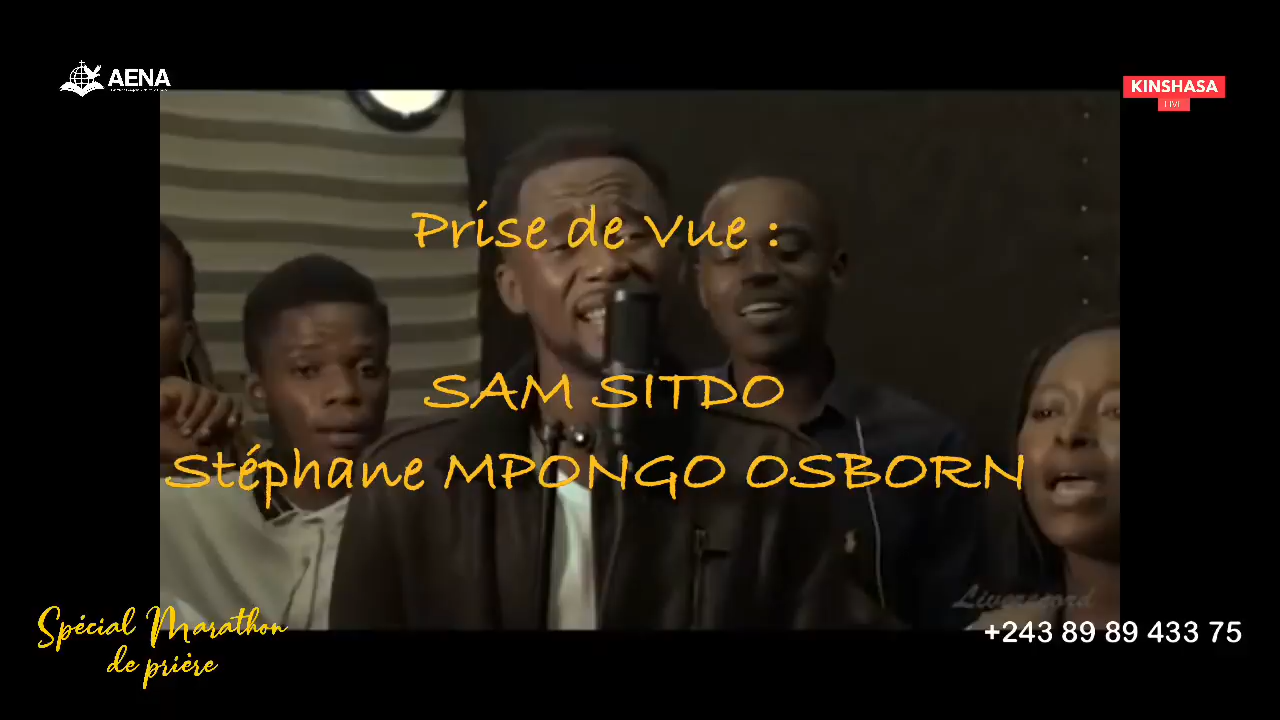 AENA
KINSHASA
LIVE
Prise de Vue :
SAM SITDO
Stéphane MPONGO OSBORN
Liverecord
Spécial Marathon
de prière
+243 89 89 433 75